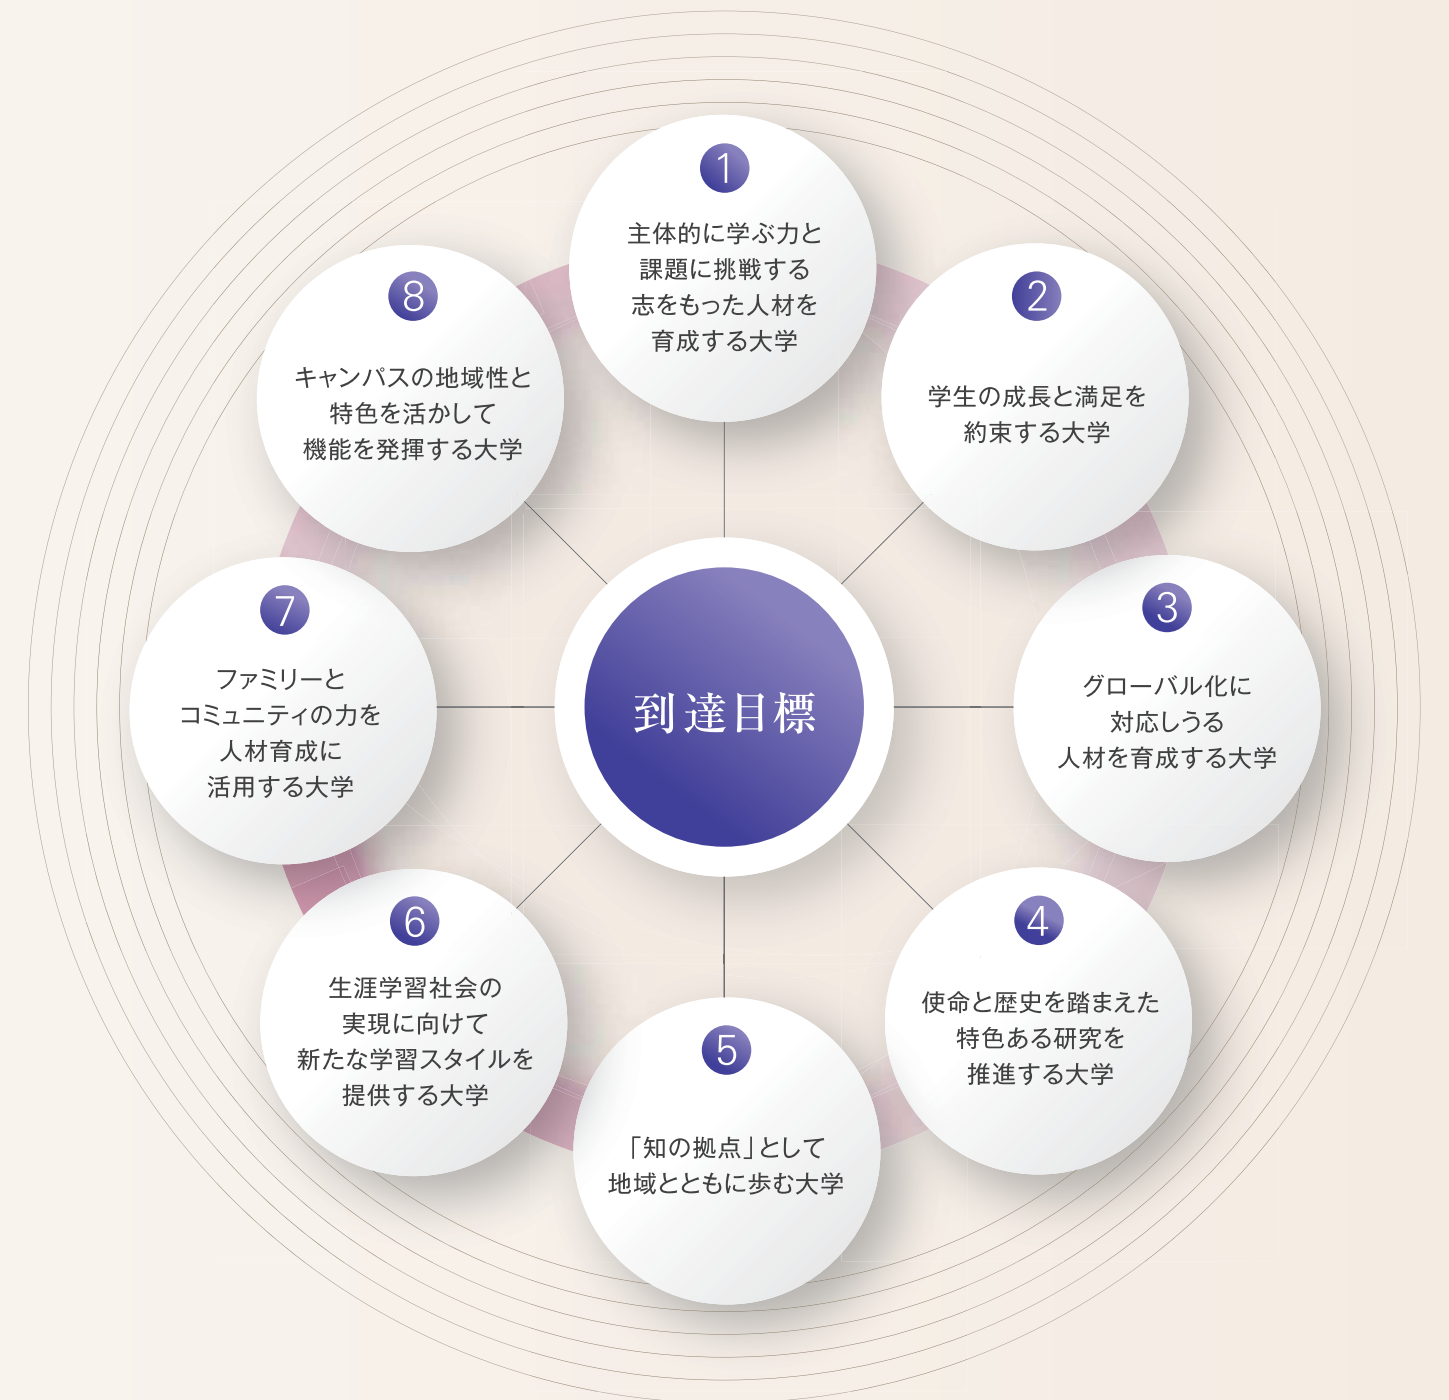 1
主体的に学ぶ力と
課題に挑戦する
志をもった人材を
育成する大学
2
学生の成長と満足を
約束する大学
3
グローバル化に
対応しうる
人材を育成する大学
4
使命と歴史を踏まえた
特色ある研究を
推進する大学
5
「知の拠点」として
地域とともに歩む大学
6
生涯学習社会の
実現に向けて
新たな学習スタイルを
提供する大学
7
ファミリーと
コミュニティの力を
人材育成に
活用する大学
8
キャンパスの地域性と
特色を活かして
機能を発揮する大学
到達目標